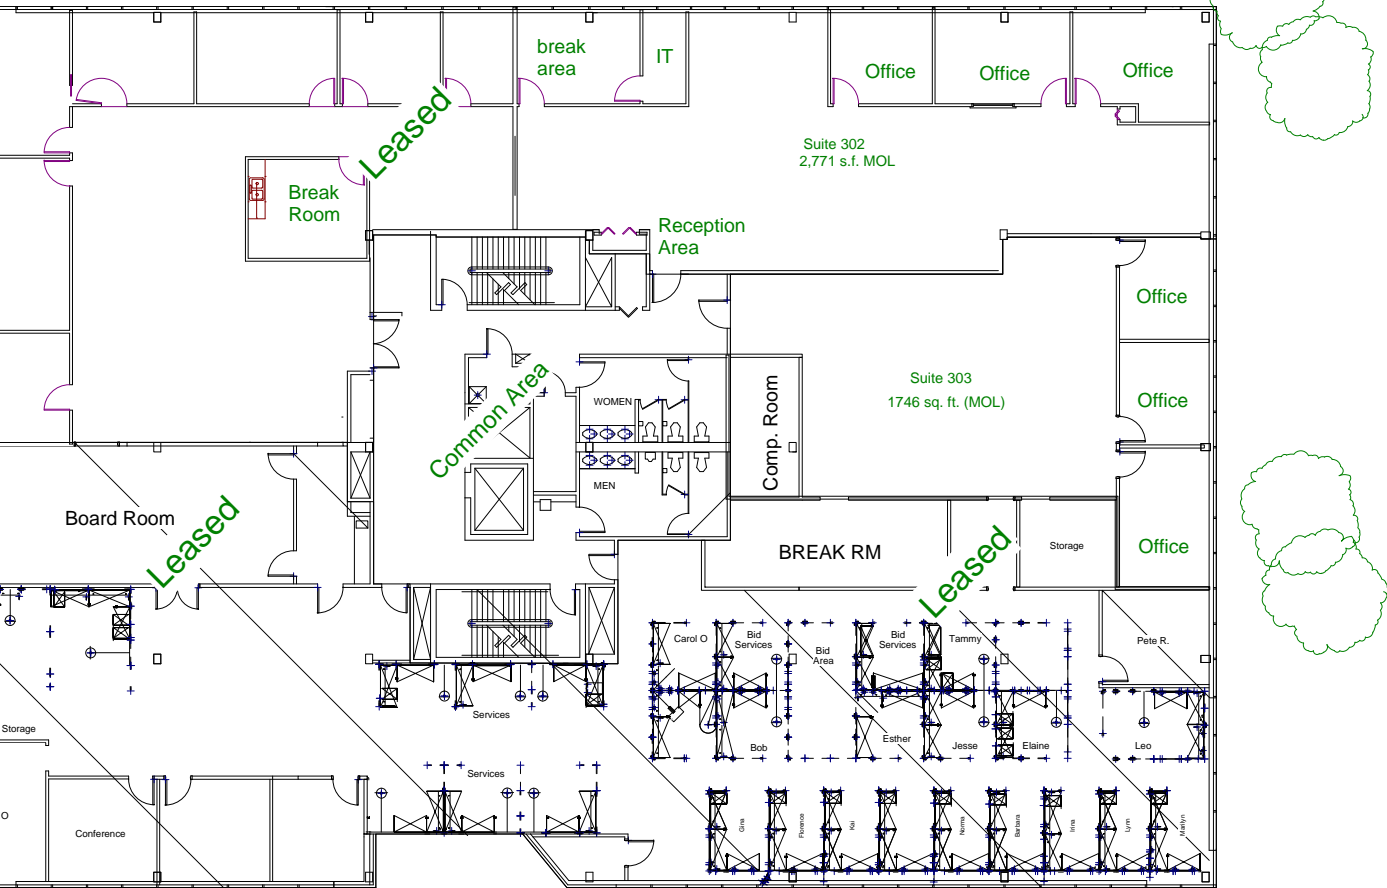 break
area
IT
Office
Office
Office
Leased
Suite 302
2,771 s.f. MOL
Break
Room
Reception
Area
Office
Suite 303
1746 sq. ft. (MOL)
Office
WOMEN
Common Area
Comp. Room
MEN
Board Room
Leased
BREAK RM
Leased
Storage
Office
Carol O
Bid
Services
Bid
Area
Bid
Services
Tammy
Pete R.
Storage
Services
Bob
Esther
Jesse
Elaine
Leo
Services
O
Conference
Gina
Florence
Kai
Norma
Barbara
Irina
Lynn
Marilyn